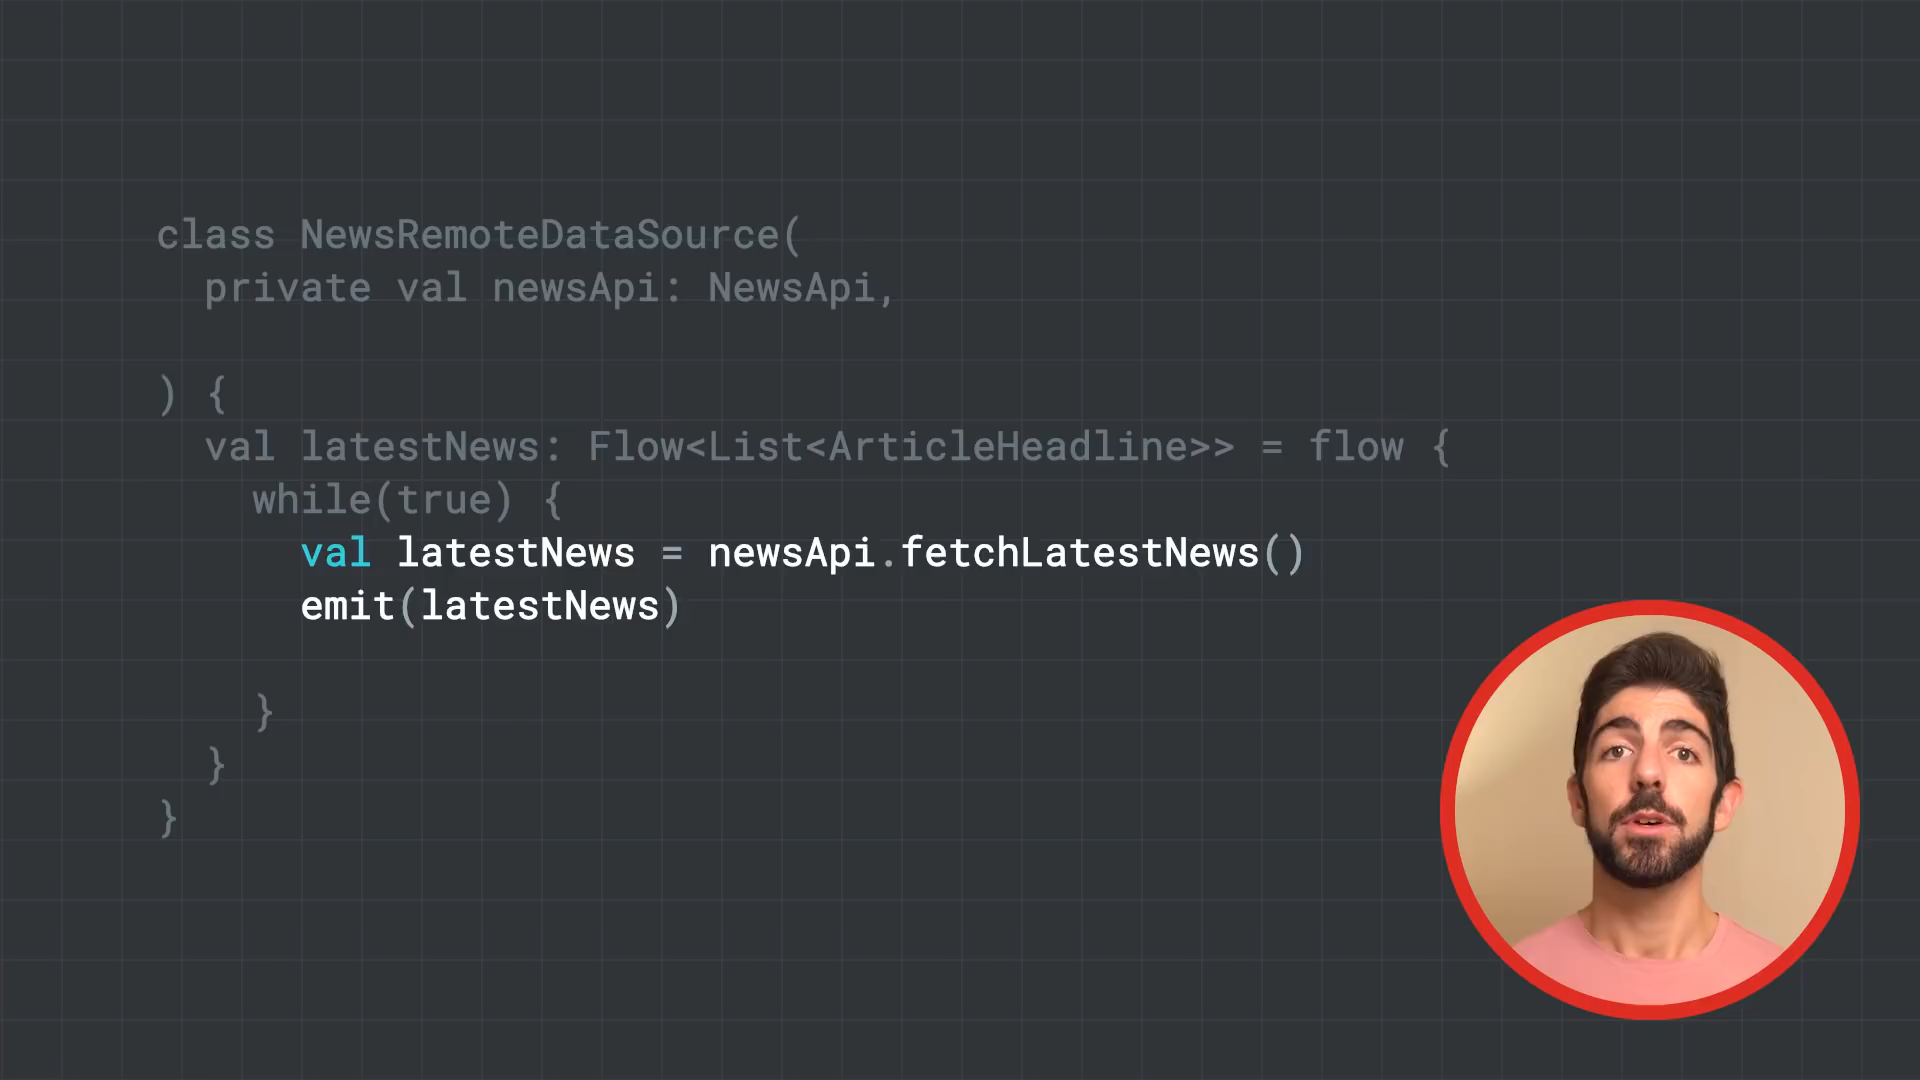 class NewsRemoteDataSource(
private val newsApi: NewsApi,
) {
val latestNews: Flow<List<ArticleHeadline>> = flow {
while(true) {
val latestNews = newsApi.fetchLatestNews()
emit(latestNews)
}
}
}